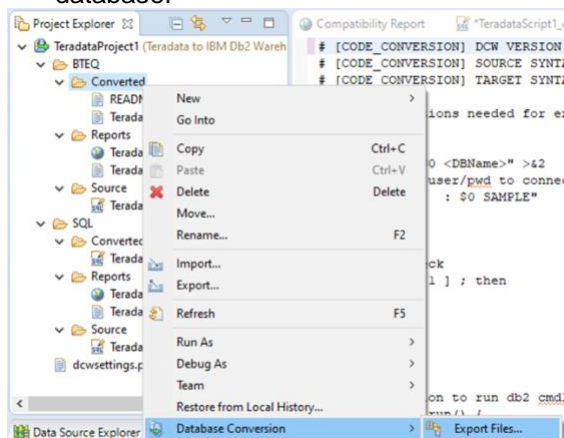 database.
Project Explorer
TeradataProject1 (Teradata to IBM Db2 Wareh
BTEQ
Converted
READ
Terada
Reports
Terada
Terada
Source
Terada
SQL
Converted
Terada
Reports
Terada
Terada
Source
Terada
dcwsettings.p
Data Source Explorer
New
Go Into
Copy Ctrl+C
Paste Ctrl+V
Delete Delete
Move...
Rename... F2
Import...
Export...
Refresh F5
Run As
Debug As
Team
Restore from Local History...
Database Conversion
Export Files...
Compatibility Report *TeradataScript1_
# [CODE_CONVERSION] DCW VERSION
# [CODE_CONVERSION] SOURCE SYNTA
# [CODE_CONVERSION] TARGET SYNTA
ions needed for e
0 <DBName>" >&2
user/pwd to connec
: $0 SAMPLE"
ck
1 ] ; then
on to run db2 cmd
run() {